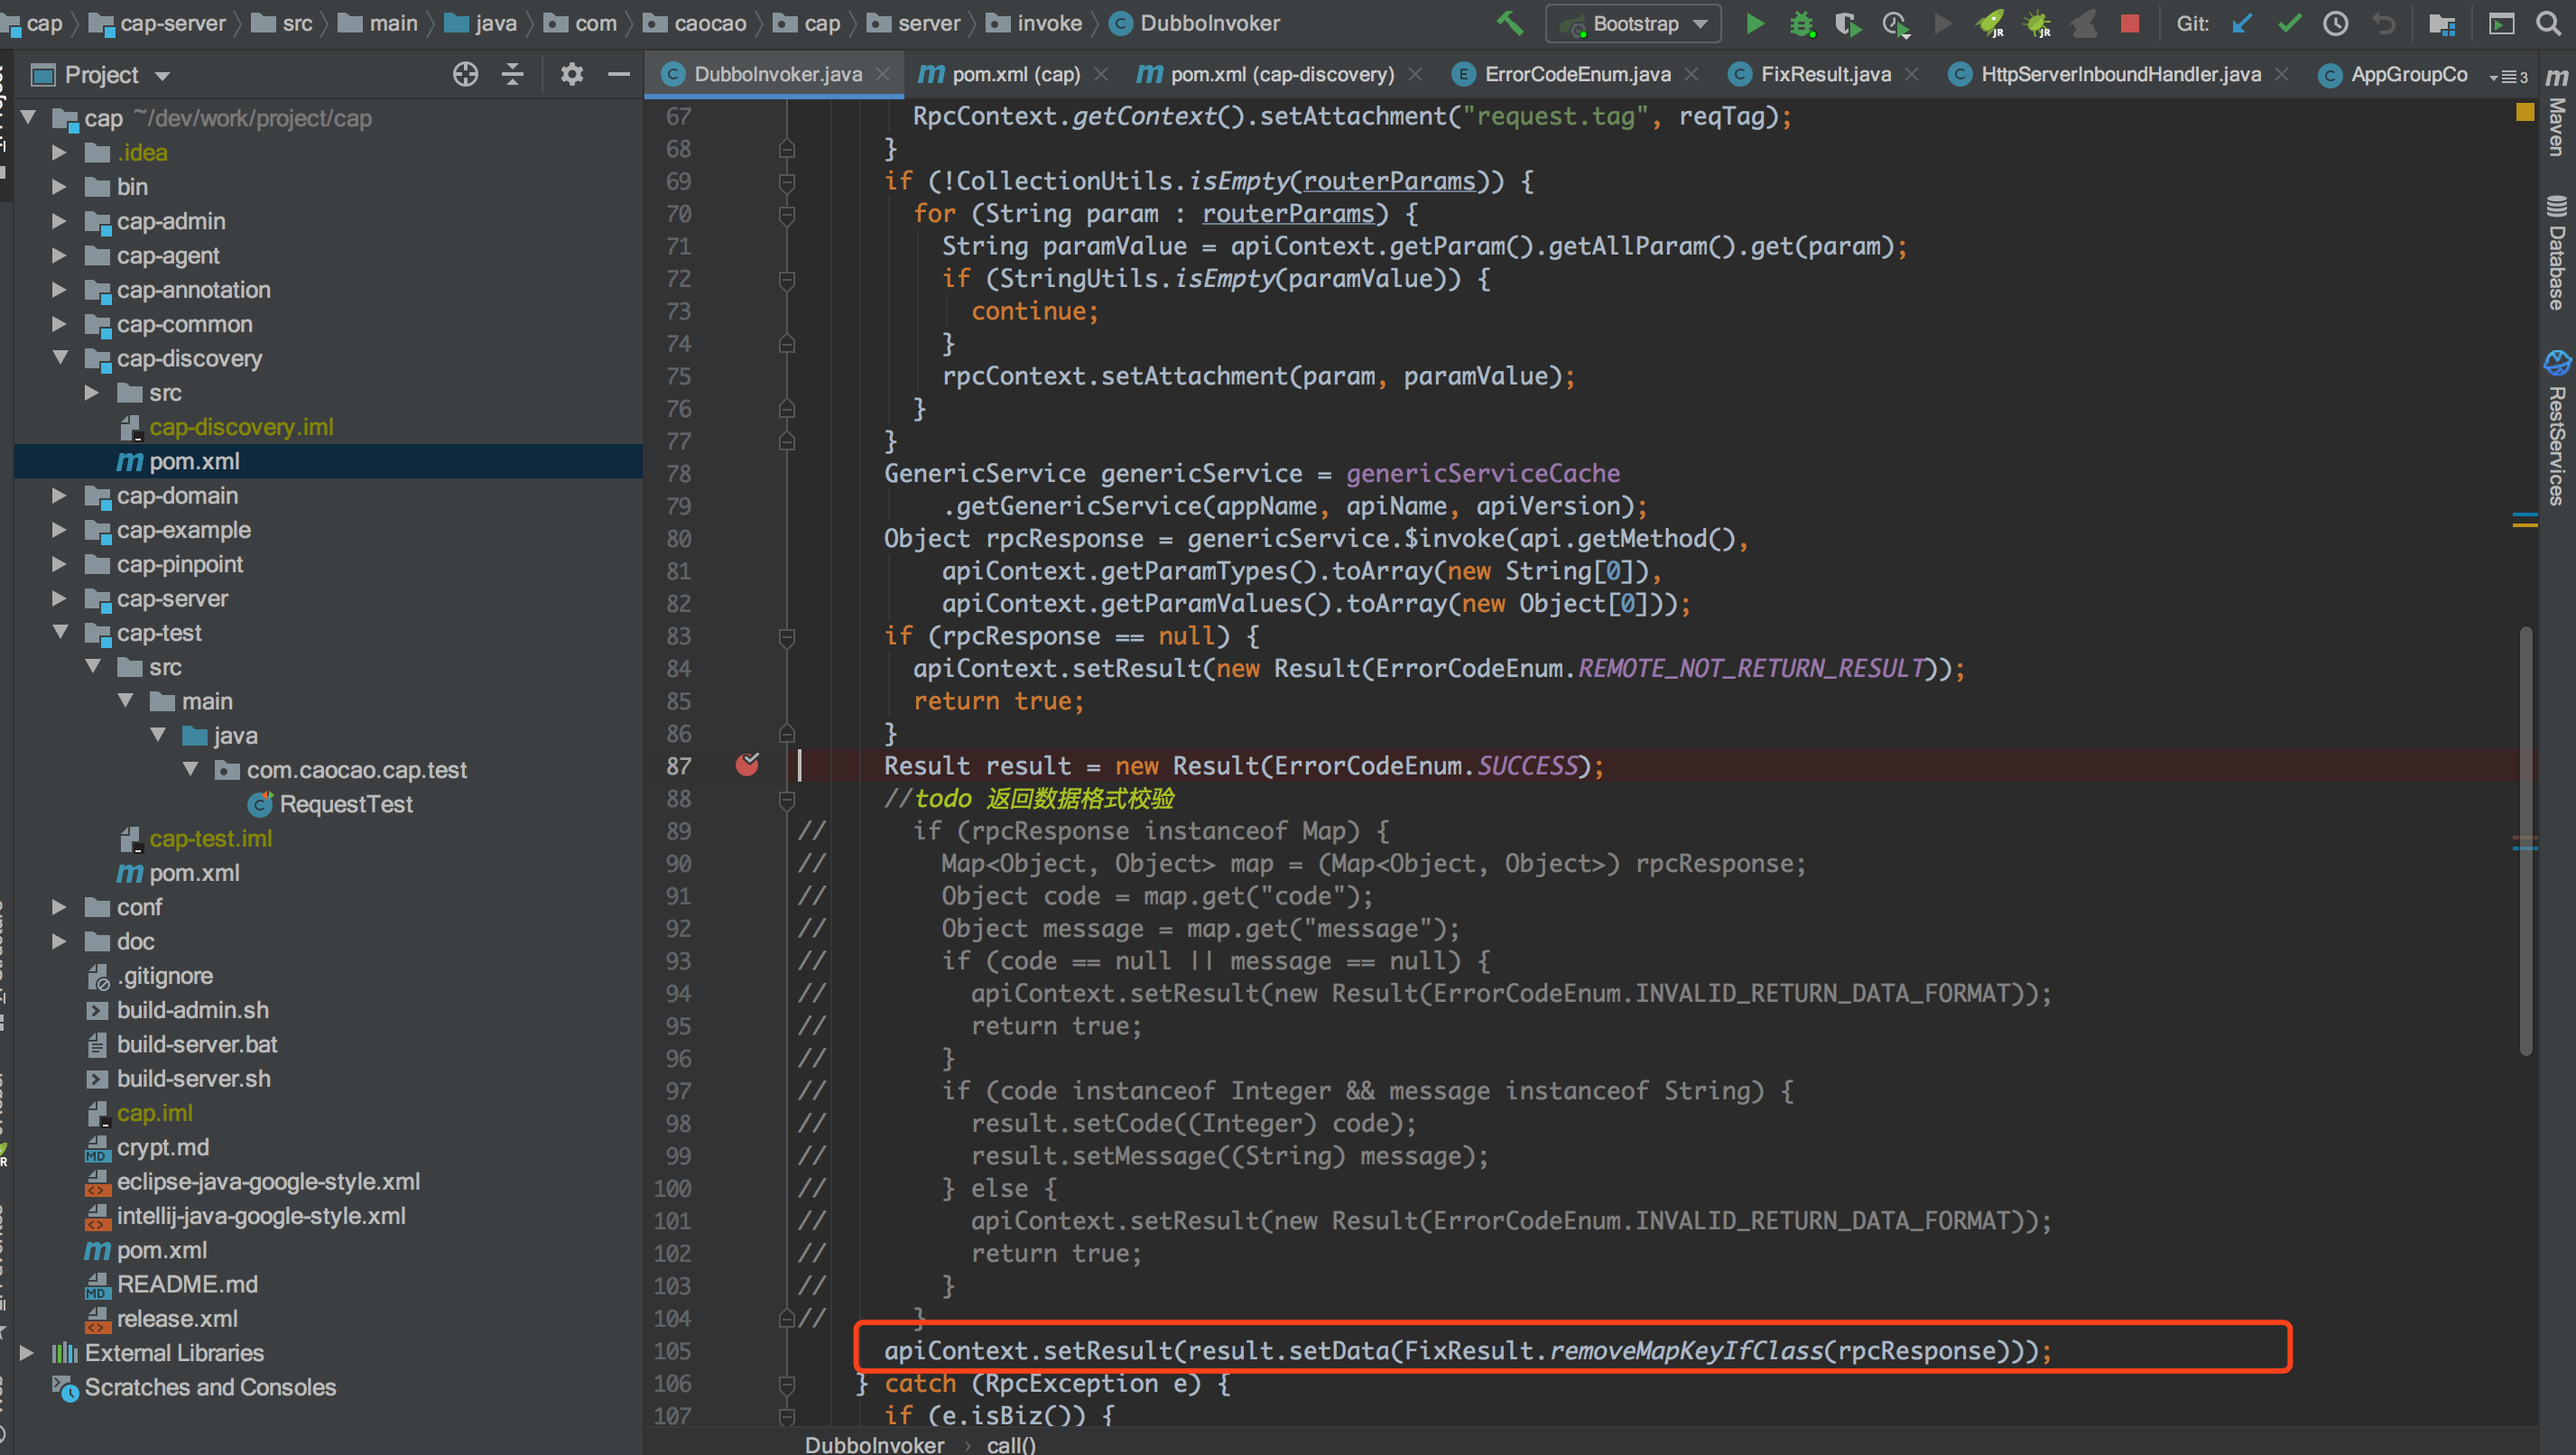 cap cap-server src main java com caocao cap server invoke DubboInvoker Bootstrap Git:
Project
DubboInvoker.java pom.xml (cap) pom.xml (cap-discovery) ErrorCodeEnum.java FixResult.java HttpServerInboundHandler.java AppGroupCo 3
cap ~/dev/work/project/cap
.idea
bin
cap-admin
cap-agent
cap-annotation
cap-common
cap-discovery
src
cap-discovery.iml
pom.xml
cap-domain
cap-example
cap-pinpoint
cap-server
cap-test
src
main
java
com.caocao.cap.test
RequestTest
cap-test.iml
pom.xml
conf
doc
.gitignore
build-admin.sh
build-server.bat
build-server.sh
cap.iml
crypt.md
eclipse-java-google-style.xml
intellij-java-google-style.xml
pom.xml
README.md
release.xml
External Libraries
Scratches and Consoles
67 RpcContext.getContext().setAttachment("request.tag", reqTag);
68 }
69 if (!CollectionUtils.isEmpty(routerParams)) {
70 for (String param : routerParams) {
71 String paramValue = apiContext.getParam().getAllParam().get(param);
72 if (StringUtils.isEmpty(paramValue)) {
73 continue;
74 }
75 rpcContext.setAttachment(param, paramValue);
76 }
77 }
78 GenericService genericService = genericServiceCache
79 .getGenericService(appName, apiName, apiVersion);
80 Object rpcResponse = genericService.$invoke(api.getMethod(),
81 apiContext.getParamTypes().toArray(new String[0]),
82 apiContext.getParamValues().toArray(new Object[0]));
83 if (rpcResponse == null) {
84 apiContext.setResult(new Result(ErrorCodeEnum.REMOTE_NOT_RETURN_RESULT));
85 return true;
86 }
87 Result result = new Result(ErrorCodeEnum.SUCCESS);
88 //todo 返回数据格式校验
89 // if (rpcResponse instanceof Map) {
90 // Map<Object, Object> map = (Map<Object, Object>) rpcResponse;
91 // Object code = map.get("code");
92 // Object message = map.get("message");
93 // if (code == null || message == null) {
94 // apiContext.setResult(new Result(ErrorCodeEnum.INVALID_RETURN_DATA_FORMAT));
95 // return true;
96 // }
97 // if (code instanceof Integer && message instanceof String) {
98 // result.setCode((Integer) code);
99 // result.setMessage((String) message);
100 // } else {
101 // apiContext.setResult(new Result(ErrorCodeEnum.INVALID_RETURN_DATA_FORMAT));
102 // return true;
103 // }
104 // }
105 apiContext.setResult(result.setData(FixResult.removeMapKeyIfClass(rpcResponse)));
106 } catch (RpcException e) {
107 if (e.isBiz()) {
DubboInvoker › call()
Maven
Database
RestServices